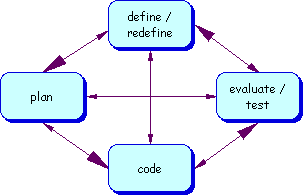 define /
redefine
plan
evaluate /
test
code